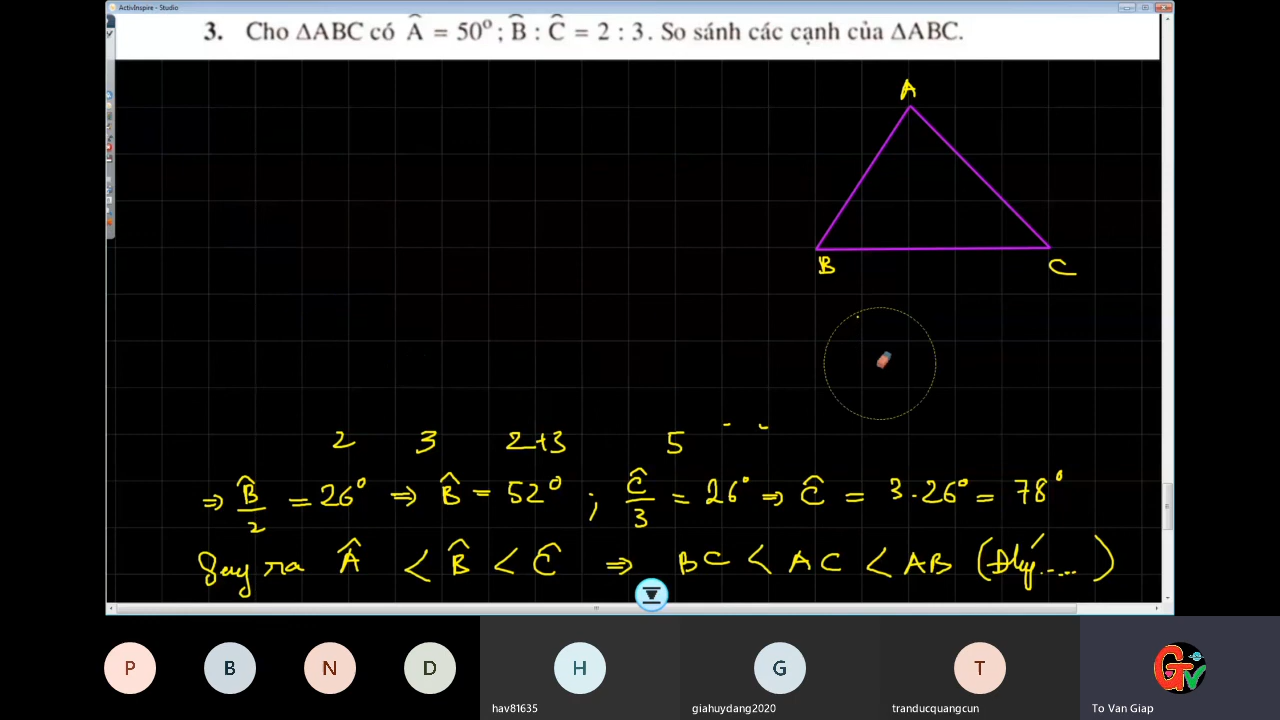 ActivInspire - Studio
3. Cho ΔABC có Â = 50° ; B̂ : Ĉ = 2 : 3. So sánh các cạnh của ΔABC.
A
B
C
2 3 2+3 5
⇒ B̂/2 = 26° ⇒ B̂ = 52° ; Ĉ/3 = 26° ⇒ Ĉ = 3·26° = 78°
Suy ra Â < B̂ < Ĉ ⇒ BC < AC < AB (Đlý.....)
P
B
N
D
H
hav81635
G
giahuydang2020
T
tranducquangcun
GV
To Van Giap